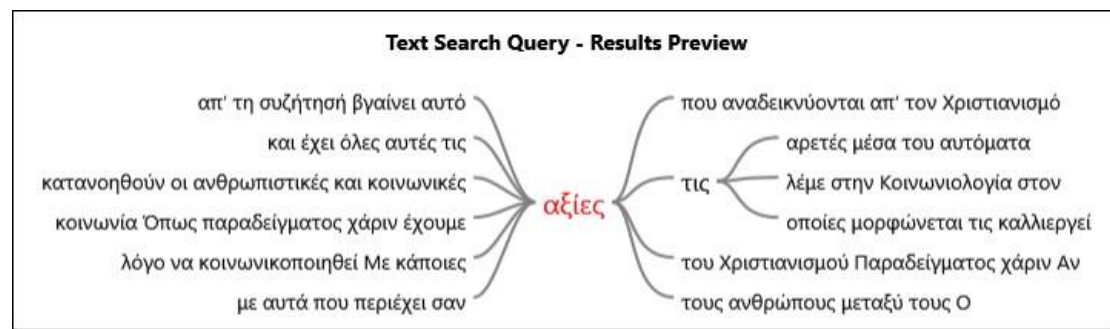 Text Search Query - Results Preview
απ' τη συζήτησή βγαίνει αυτό
και έχει όλες αυτές τις
κατανοηθούν οι ανθρωπιστικές και κοινωνικές
κοινωνία Όπως παραδείγματος χάριν έχουμε
λόγο να κοινωνικοποιηθεί Με κάποιες
με αυτά που περιέχει σαν
αξίες
που αναδεικνύονται απ' τον Χριστιανισμό
τις
αρετές μέσα του αυτόματα
λέμε στην Κοινωνιολογία στον
οποίες μορφώνεται τις καλλιεργεί
του Χριστιανισμού Παραδείγματος χάριν Αν
τους ανθρώπους μεταξύ τους Ο